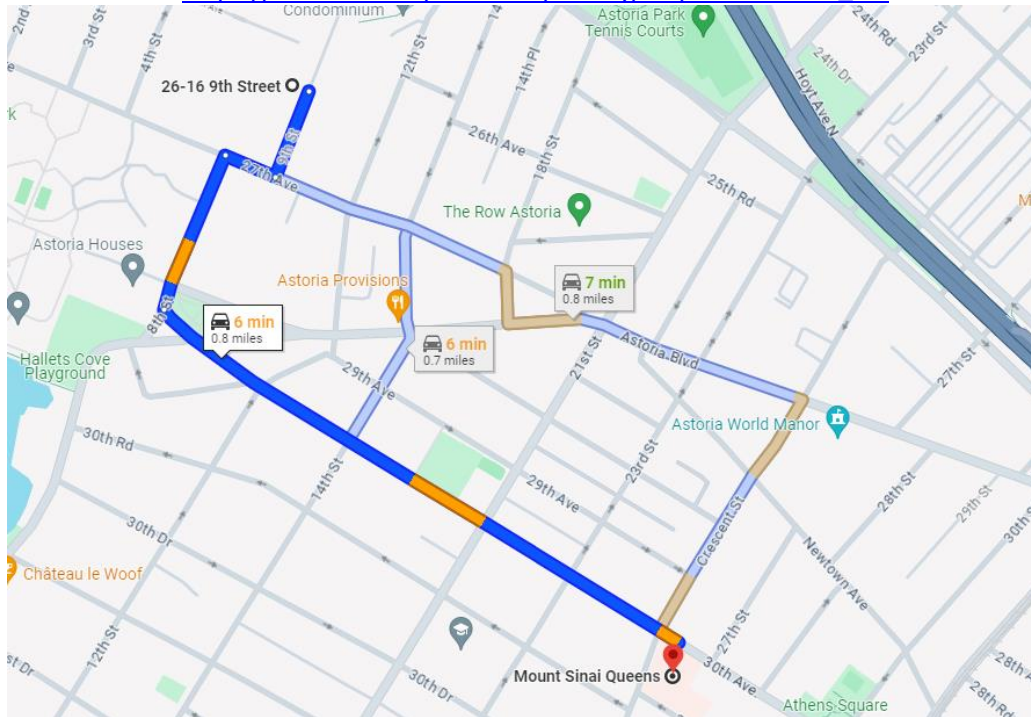 Condominium
Astoria Park
Tennis Courts
24th Rd
23rd St
2nd St
3rd St
4th St
12th St
14th Pl
24th Dr
Hoyt Ave N
26-16 9th Street
9th St
26th Ave
18th St
27th Ave
25th Rd
The Row Astoria
Astoria Houses
Astoria Provisions
7 min
0.8 miles
8th St
6 min
0.8 miles
6 min
0.7 miles
Astoria Blvd
21st St
27th St
Hallets Cove
Playground
29th Ave
Astoria World Manor
30th Rd
14th St
23rd St
29th Ave
28th St
29th St
30th St
Crescent St
30th Dr
Newtown Ave
Château le Woof
12th St
27th St
30th Ave
28th Ave
Mount Sinai Queens
30th Dr
Athens Square
28th Rd